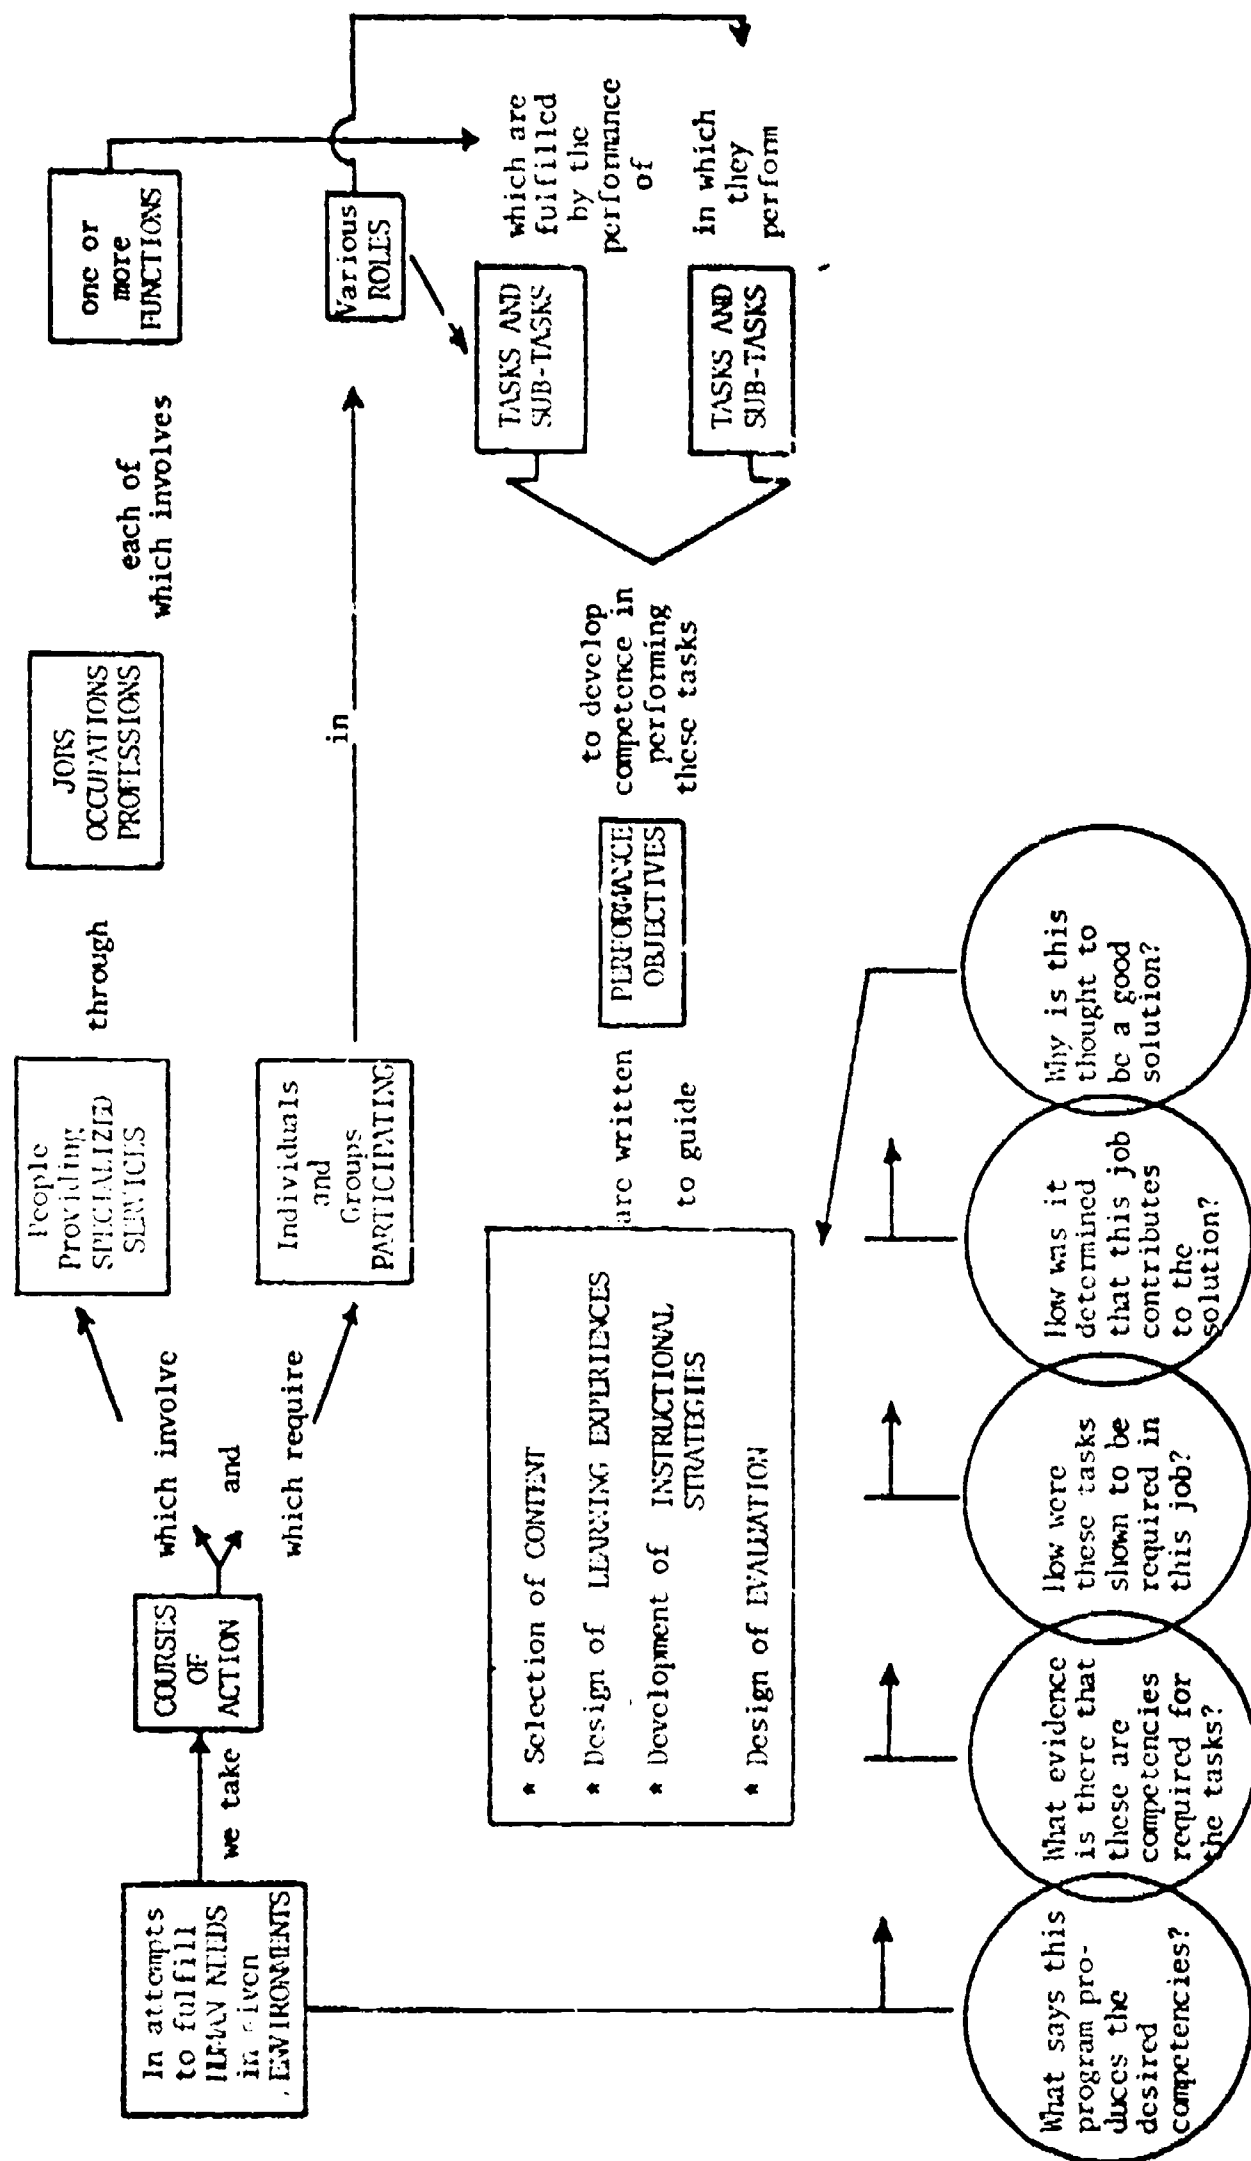 In attempts
to fulfill
HUMAN NEEDS
in given
ENVIRONMENTS
we take
COURSES
OF
ACTION
which involve
and
which require
People
Providing
SPECIALIZED
SERVICES
through
JOBS
OCCUPATIONS
PROFESSIONS
each of
which involves
one or
more
FUNCTIONS
Individuals
and
Groups
PARTICIPATING
in
Various
ROLES
which are
fulfilled
by the
performance
of
in which
they
perform
TASKS AND
SUB-TASKS
TASKS AND
SUB-TASKS
to develop
competence in
performing
these tasks
PERFORMANCE
OBJECTIVES
are written
to guide
* Selection of CONTENT
* Design of LEARNING EXPERIENCES
* Development of INSTRUCTIONAL
STRATEGIES
* Design of EVALUATION
What says this
program pro-
duces the
desired
competencies?
What evidence
is there that
these are
competencies
required for
the tasks?
How were
these tasks
shown to be
required in
this job?
How was it
determined
that this job
contributes
to the
solution?
Why is this
thought to
be a good
solution?